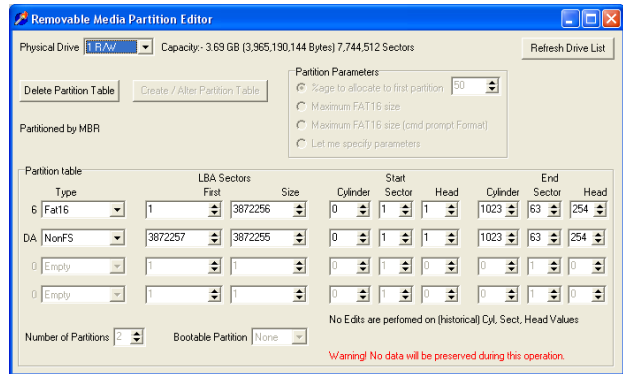 Removable Media Partition Editor
Physical Drive 1 R/W Capacity:- 3.69 GB (3,965,190,144 Bytes) 7,744,512 Sectors Refresh Drive List
Partition Parameters
Delete Partition Table Create / Alter Partition Table %age to allocate to first partition 50
Maximum FAT16 size
Partitioned by MBR Maximum FAT16 size (cmd prompt Format)
Let me specify parameters
Partition table
LBA Sectors Start End
Type First Size Cylinder Sector Head Cylinder Sector Head
6 Fat16 1 3872256 0 1 1 1023 63 254
DA NonFS 3872257 3872255 0 1 1 1023 63 254
0 Empty 1 1 0 1 0 0 1 0
0 Empty 1 1 0 1 0 0 1 0
No Edits are perfomed on (historical) Cyl, Sect, Head Values
Number of Partitions 2 Bootable Partition None
Warning! No data will be preserved during this operation.